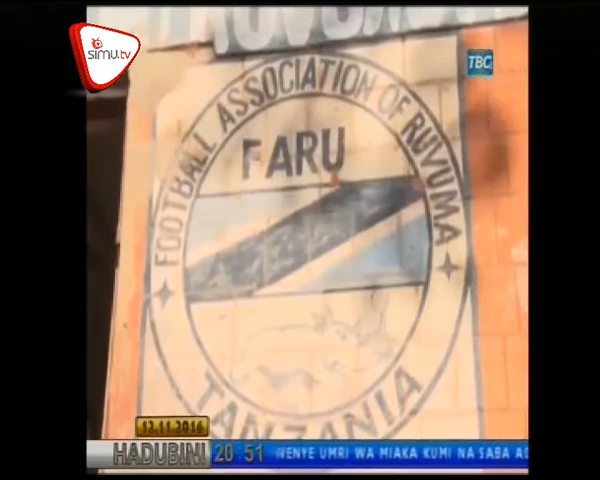 simu.tv
TBC
FOOTBALL ASSOCIATION OF RUVUMA
FARU
TANZANIA
12.11.2016
HADUBINI 20 51 WENYE UMRI WA MIAKA KUMI NA SABA